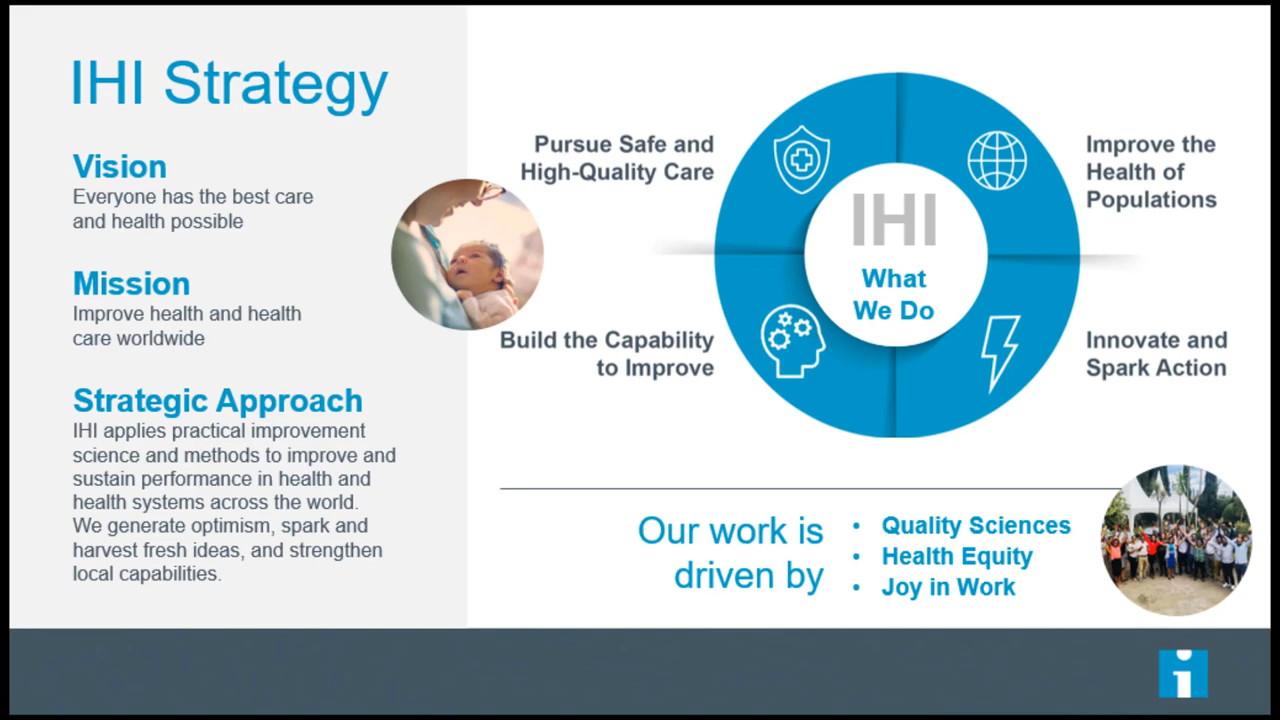 IHI Strategy
Vision
Everyone has the best care
and health possible
Mission
Improve health and health
care worldwide
Strategic Approach
IHI applies practical improvement
science and methods to improve and
sustain performance in health and
health systems across the world.
We generate optimism, spark and
harvest fresh ideas, and strengthen
local capabilities.
Pursue Safe and
High-Quality Care
Improve the
Health of
Populations
IHI
What
We Do
Build the Capability
to Improve
Innovate and
Spark Action
Our work is
driven by
• Quality Sciences
• Health Equity
• Joy in Work
i